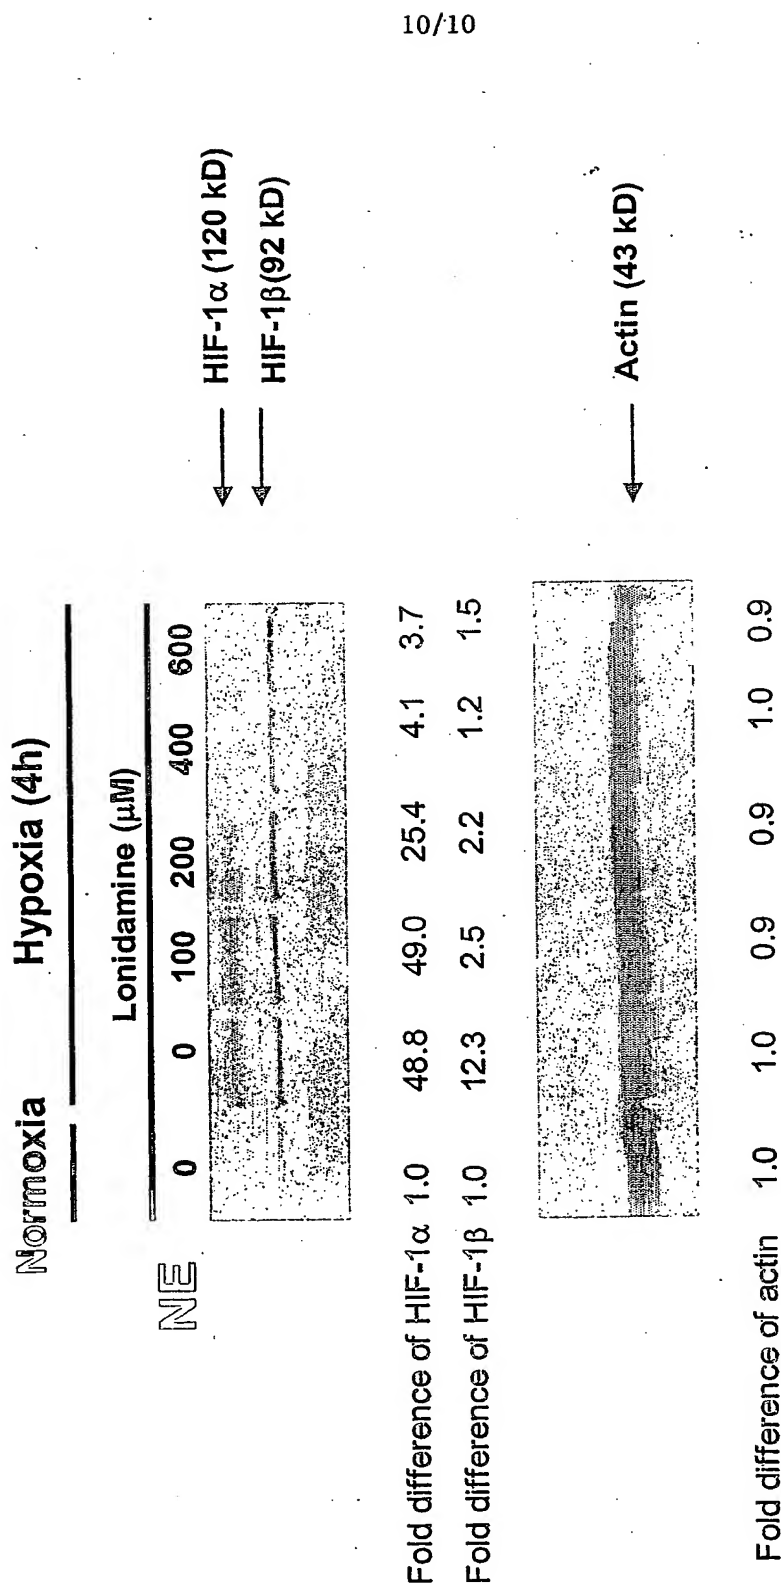 10/10
Normoxia Hypoxia (4h)
Lonidamine (μM)
NE 0 0 100 200 400 600
HIF-1α (120 kD)
HIF-1β(92 kD)
Fold difference of HIF-1α 1.0 48.8 49.0 25.4 4.1 3.7
Fold difference of HIF-1β 1.0 12.3 2.5 2.2 1.2 1.5
Actin (43 kD)
Fold difference of actin 1.0 1.0 0.9 0.9 1.0 0.9